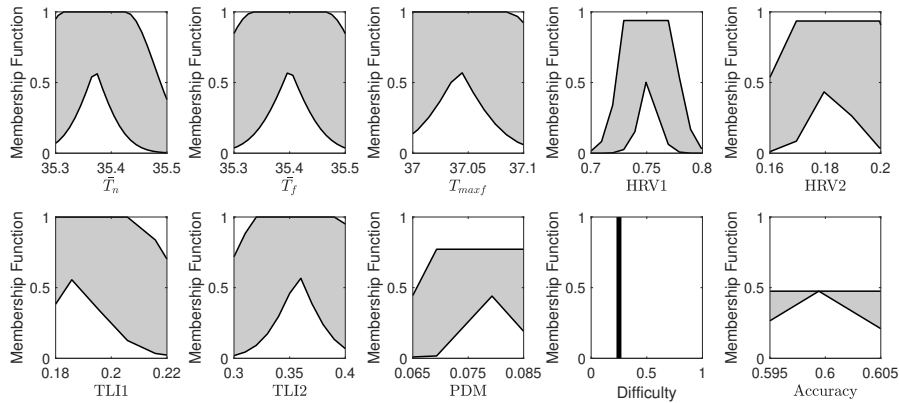 Membership Function
1
0.5
0
35.3 35.4 35.5
T̄n
Membership Function
1
0.5
0
35.3 35.4 35.5
T̄f
Membership Function
1
0.5
0
37 37.05 37.1
Tmaxf
Membership Function
1
0.5
0
0.7 0.75 0.8
HRV1
Membership Function
1
0.5
0
0.16 0.18 0.2
HRV2
Membership Function
1
0.5
0
0.18 0.2 0.22
TLI1
Membership Function
1
0.5
0
0.3 0.35 0.4
TLI2
Membership Function
1
0.5
0
0.065 0.075 0.085
PDM
Membership Function
1
0.5
0
0 0.5 1
Difficulty
Membership Function
1
0.5
0
0.595 0.6 0.605
Accuracy